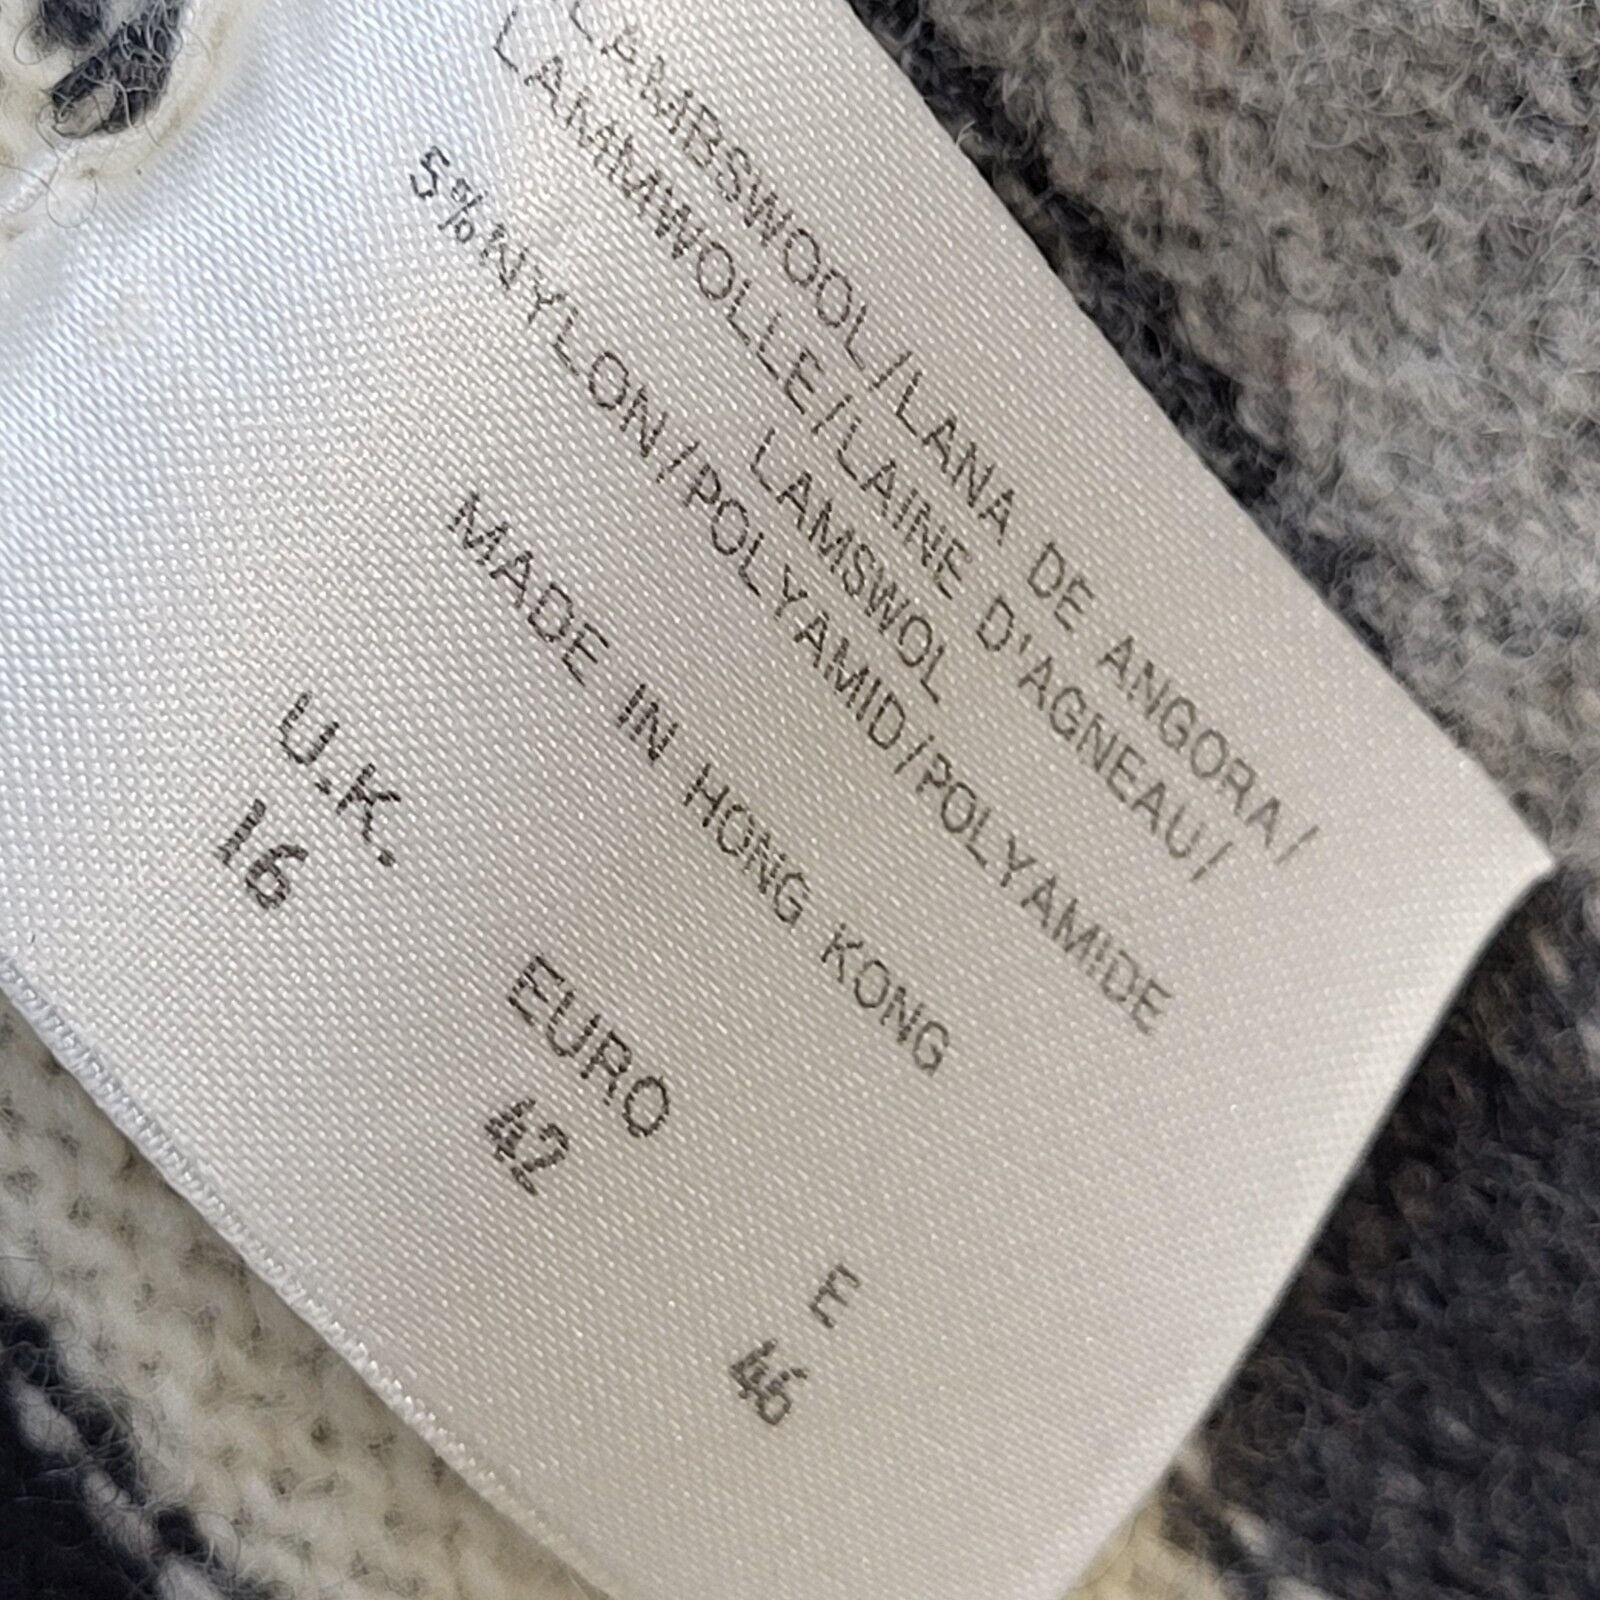 LAMBSWOOL/LANA DE ANGORA/
LAMMWOLLE/LAINE D'AGNEAU/
LAMSWOL
5% NYLON/POLYAMID/POLYAMIDE
MADE IN HONG KONG
U.K. EURO E
16 42 46